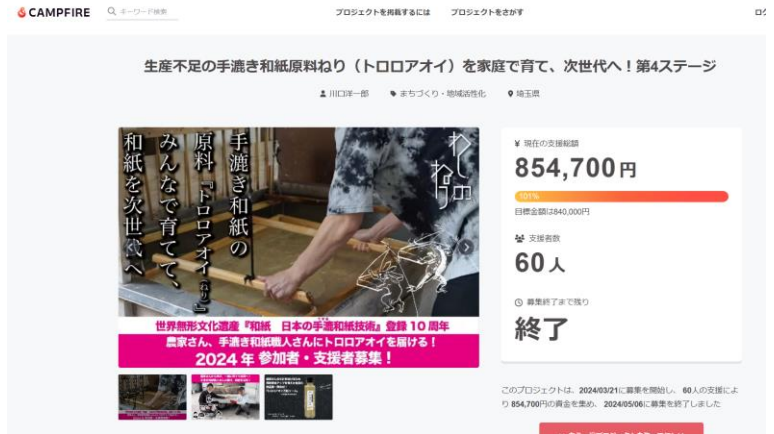 CAMPFIRE
キーワード検索
プロジェクトを掲載するには
プロジェクトをさがす
ログ
生産不足の手漉き和紙原料ねり（トロロアオイ）を家庭で育て、次世代へ！第4ステージ
川口洋一郎
まちづくり・地域活性化
埼玉県
手漉き和紙の
原料『トロロアオイ（ねり）』
みんなで育てて、
和紙を次世代へ
わしのねり
世界無形文化遺産『和紙 日本の手漉和紙技術』登録 10 周年
農家さん、手漉き和紙職人さんにトロロアオイを届ける！
2024 年 参加者・支援者募集！
現在の支援総額
854,700円
101%
目標金額は840,000円
支援者数
60人
募集終了まで残り
終了
このプロジェクトは、2024/03/21に募集を開始し、60人の支援によ
り 854,700円の資金を集め、2024/05/06に募集を終了しました